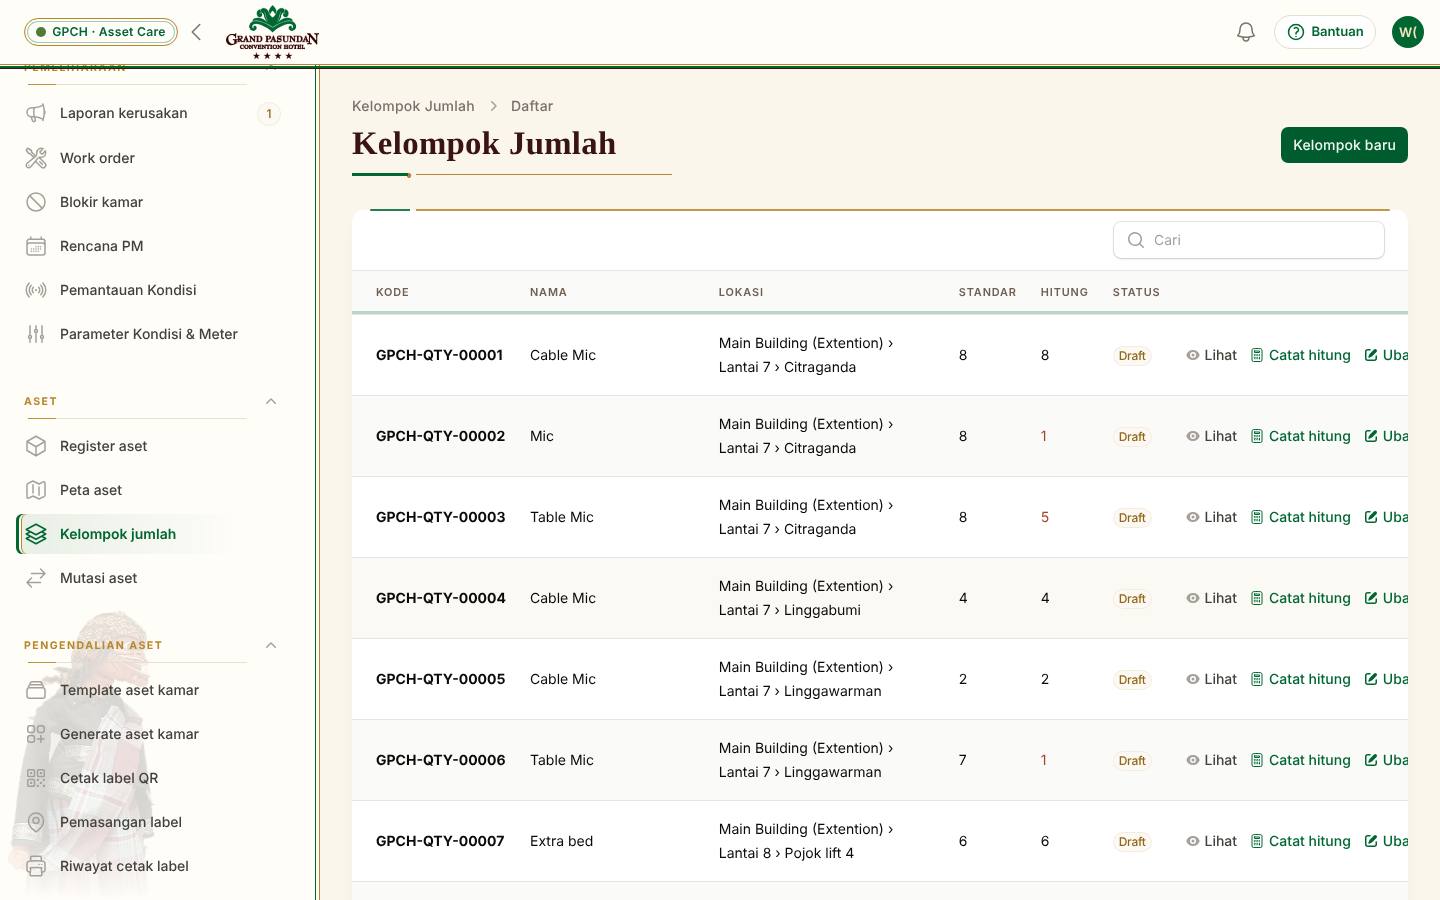 GPCH · Asset Care
GRAND PASUNDAN
CONVENTION HOTEL
Bantuan
W(
PEMELIHARAAN
Laporan kerusakan
1
Work order
Blokir kamar
Rencana PM
Pemantauan Kondisi
Parameter Kondisi & Meter
ASET
Register aset
Peta aset
Kelompok jumlah
Mutasi aset
PENGENDALIAN ASET
Template aset kamar
Generate aset kamar
Cetak label QR
Pemasangan label
Riwayat cetak label
Kelompok Jumlah > Daftar
Kelompok Jumlah
Kelompok baru
Cari
KODE NAMA LOKASI STANDAR HITUNG STATUS
GPCH-QTY-00001 Cable Mic Main Building (Extention) ›
Lantai 7 › Citraganda 8 8 Draft Lihat Catat hitung Uba
GPCH-QTY-00002 Mic Main Building (Extention) ›
Lantai 7 › Citraganda 8 1 Draft Lihat Catat hitung Uba
GPCH-QTY-00003 Table Mic Main Building (Extention) ›
Lantai 7 › Citraganda 8 5 Draft Lihat Catat hitung Uba
GPCH-QTY-00004 Cable Mic Main Building (Extention) ›
Lantai 7 › Linggabumi 4 4 Draft Lihat Catat hitung Uba
GPCH-QTY-00005 Cable Mic Main Building (Extention) ›
Lantai 7 › Linggawarman 2 2 Draft Lihat Catat hitung Uba
GPCH-QTY-00006 Table Mic Main Building (Extention) ›
Lantai 7 › Linggawarman 7 1 Draft Lihat Catat hitung Uba
GPCH-QTY-00007 Extra bed Main Building (Extention) ›
Lantai 8 › Pojok lift 4 6 6 Draft Lihat Catat hitung Uba